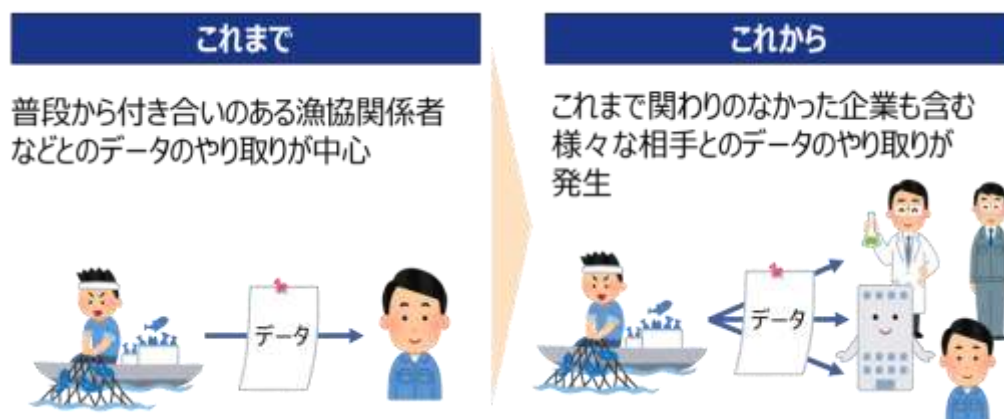 これまで
普段から付き合いのある漁協関係者
などとのデータのやり取りが中心
データ
これから
これまで関わりのなかった企業も含む
様々な相手とのデータのやり取りが
発生
データ